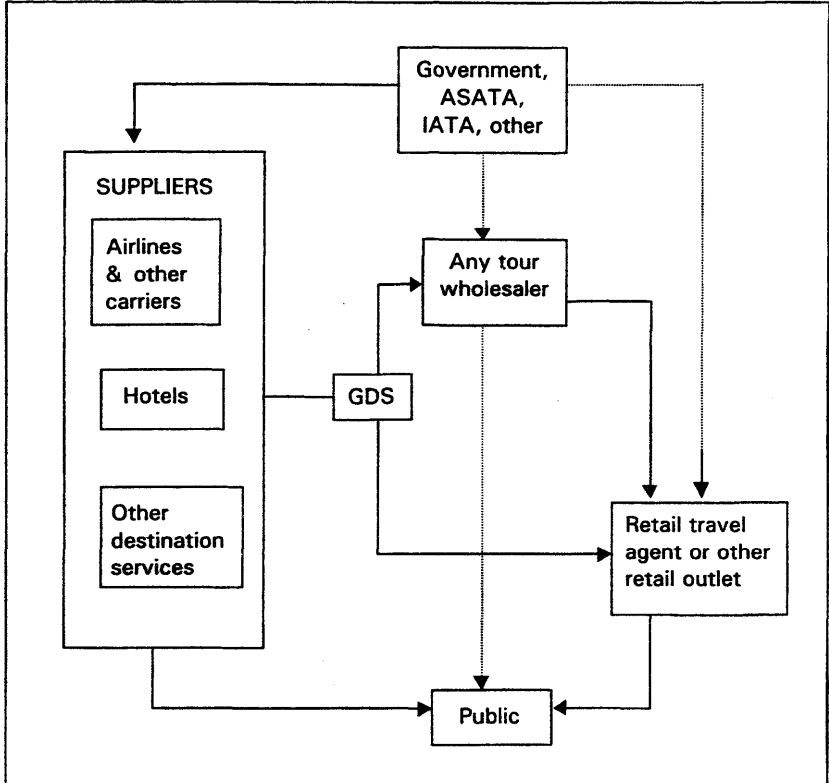 Government,
ASATA,
IATA, other
SUPPLIERS
Airlines
& other
carriers
Any tour
wholesaler
Hotels
GDS
Other
destination
services
Retail travel
agent or other
retail outlet
Public